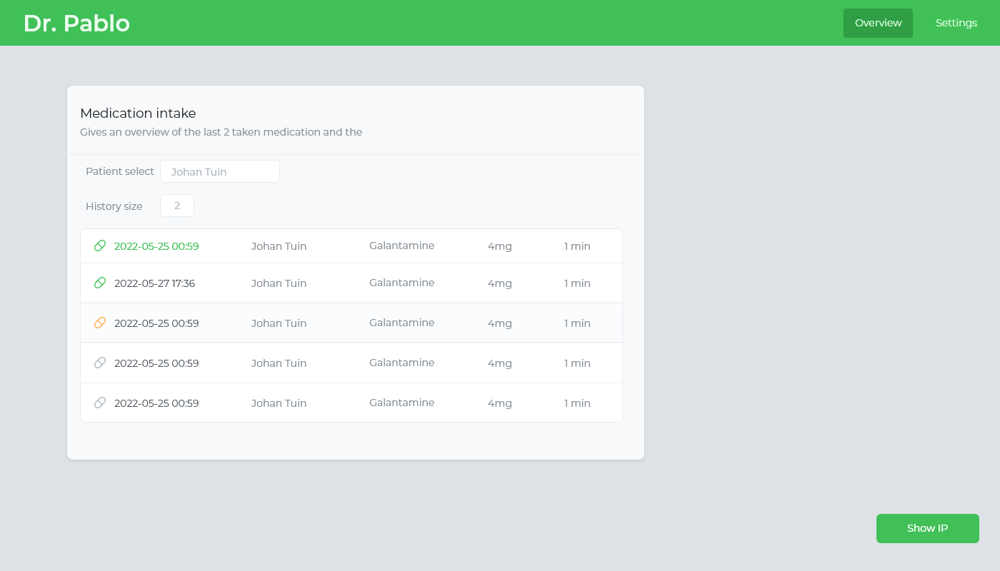 Dr. Pablo
Overview
Settings
Medication intake
Gives an overview of the last 2 taken medication and the
Patient select Johan Tuin
History size 2
2022-05-25 00:59 Johan Tuin Galantamine 4mg 1 min
2022-05-27 17:36 Johan Tuin Galantamine 4mg 1 min
2022-05-25 00:59 Johan Tuin Galantamine 4mg 1 min
2022-05-25 00:59 Johan Tuin Galantamine 4mg 1 min
2022-05-25 00:59 Johan Tuin Galantamine 4mg 1 min
Show IP